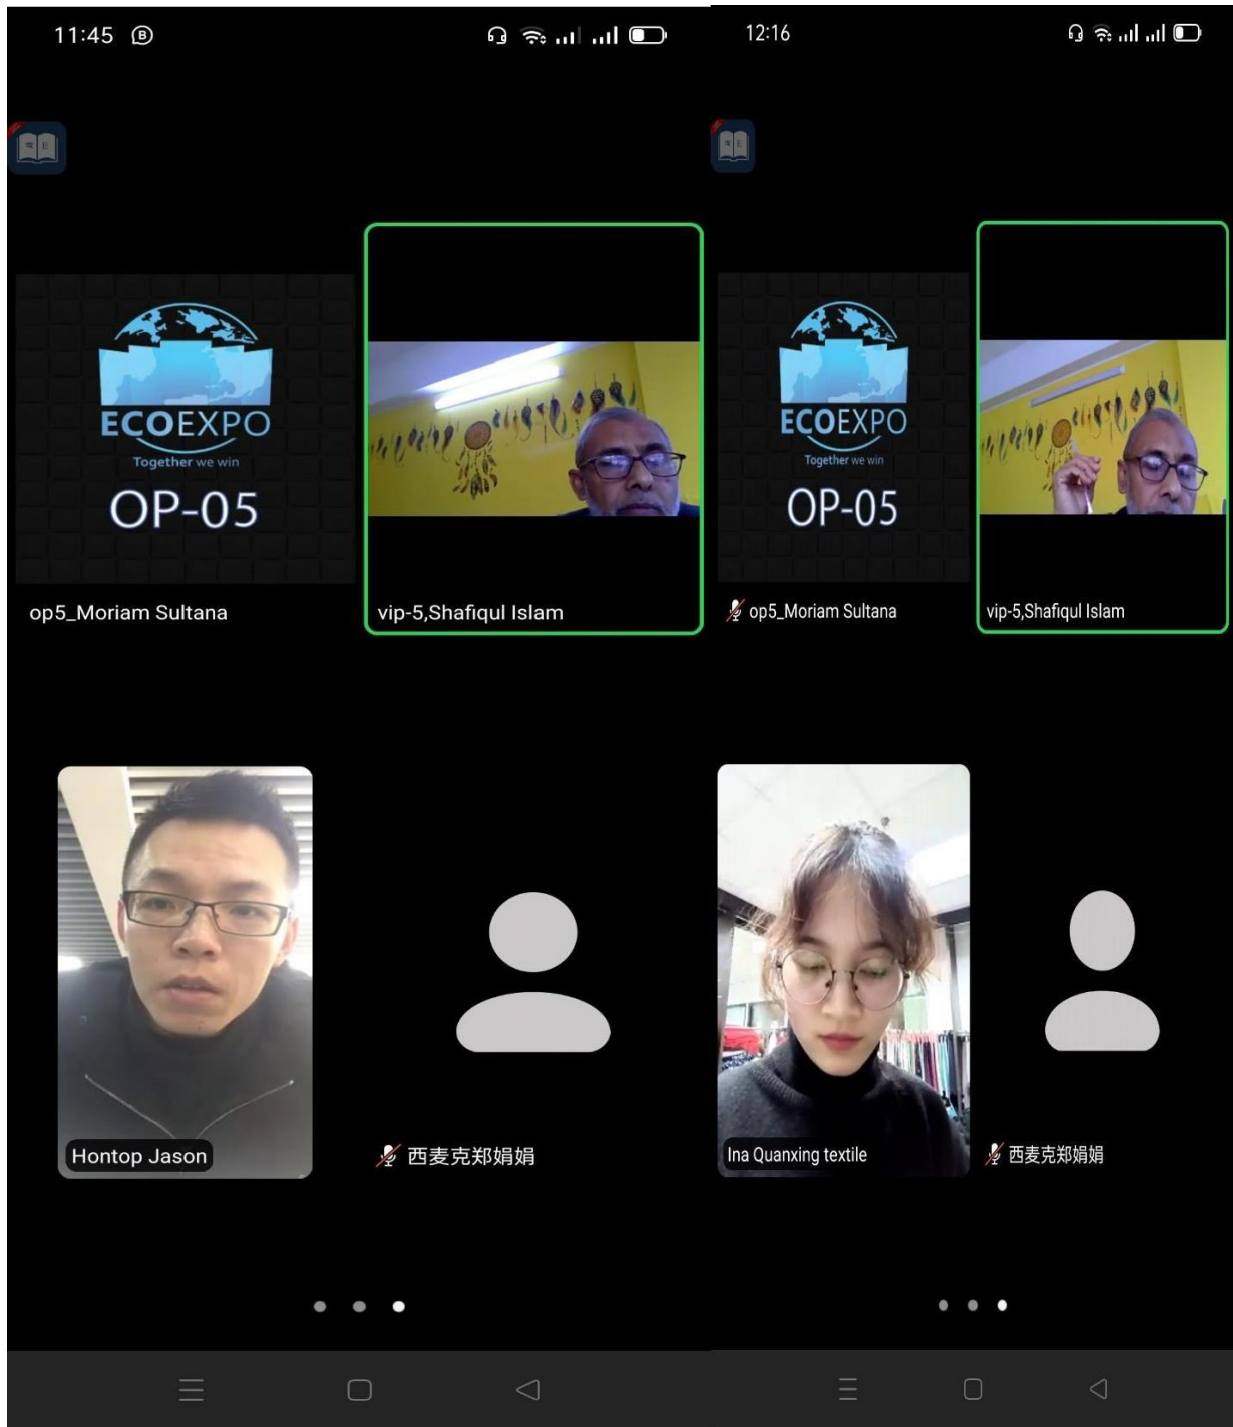 11:45
ECOEXPO
Together we win
OP-05
op5_Moriam Sultana
vip-5,Shafiqul Islam
Hontop Jason
西麦克郑娟娟
12:16
ECOEXPO
Together we win
OP-05
op5_Moriam Sultana
vip-5,Shafiqul Islam
Ina Quanxing textile
西麦克郑娟娟